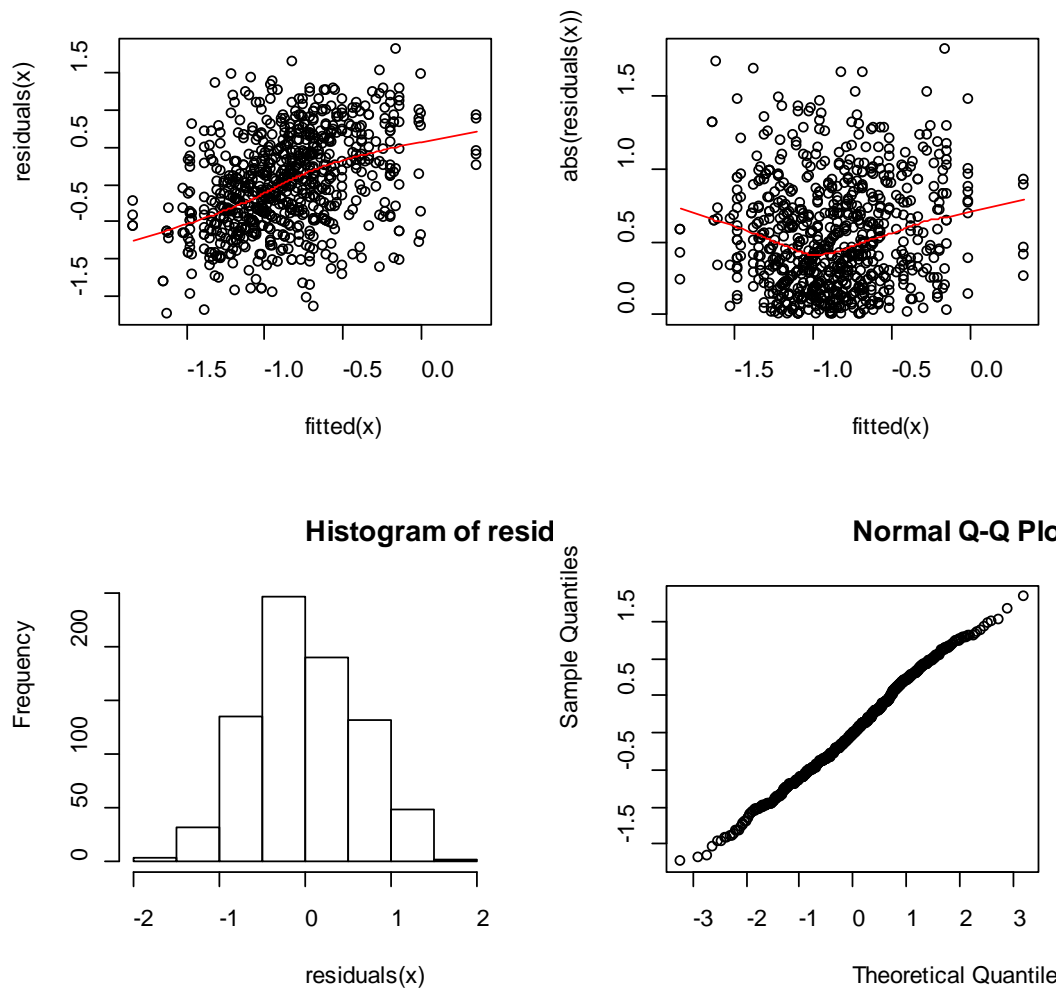 residuals(x)
1.5
0.5
-0.5
-1.5
-1.5 -1.0 -0.5 0.0
fitted(x)
abs(residuals(x))
1.5
1.0
0.5
0.0
-1.5 -1.0 -0.5 0.0
fitted(x)
Histogram of resid
Frequency
200
100
50
0
-2 -1 0 1 2
residuals(x)
Normal Q-Q Plo
Sample Quantiles
1.5
0.5
-0.5
-1.5
-3 -2 -1 0 1 2 3
Theoretical Quantile